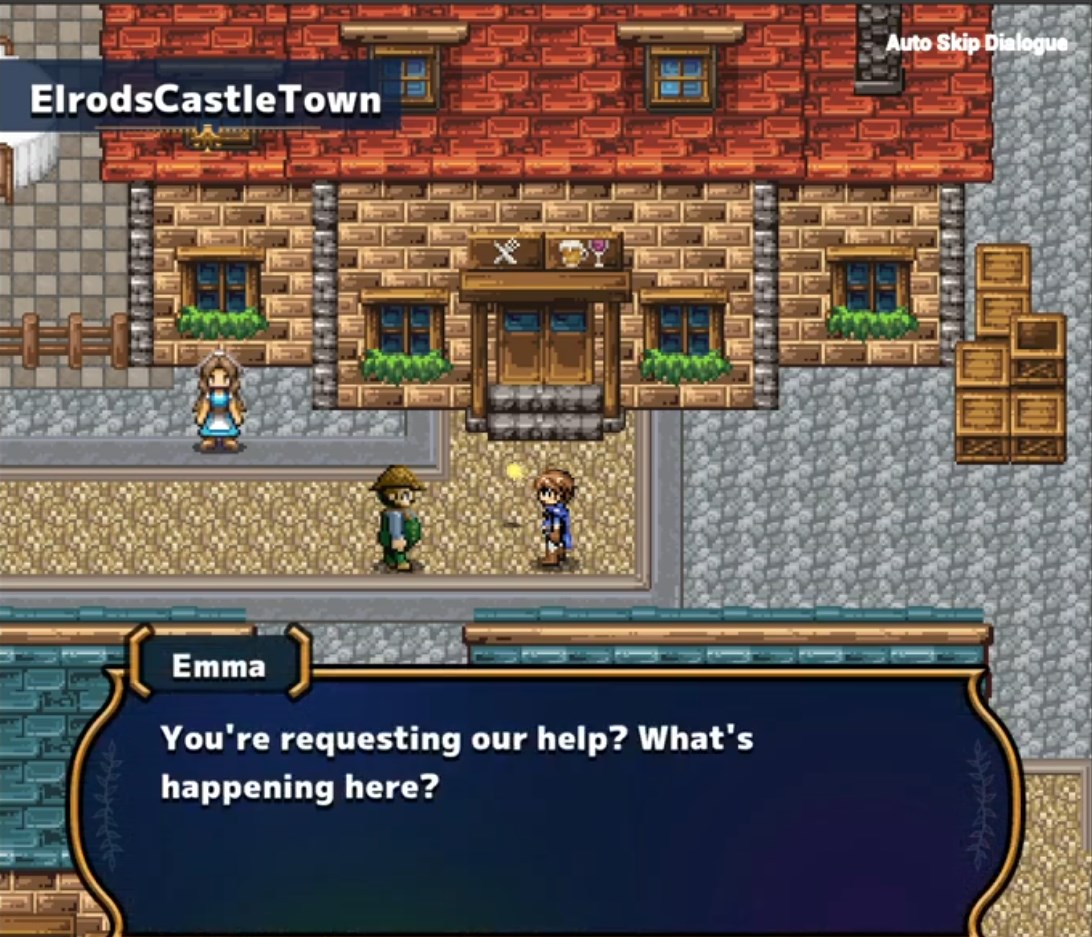 Auto Skip Dialogue
ElrodsCastleTown
Emma
You're requesting our help? What's
happening here?